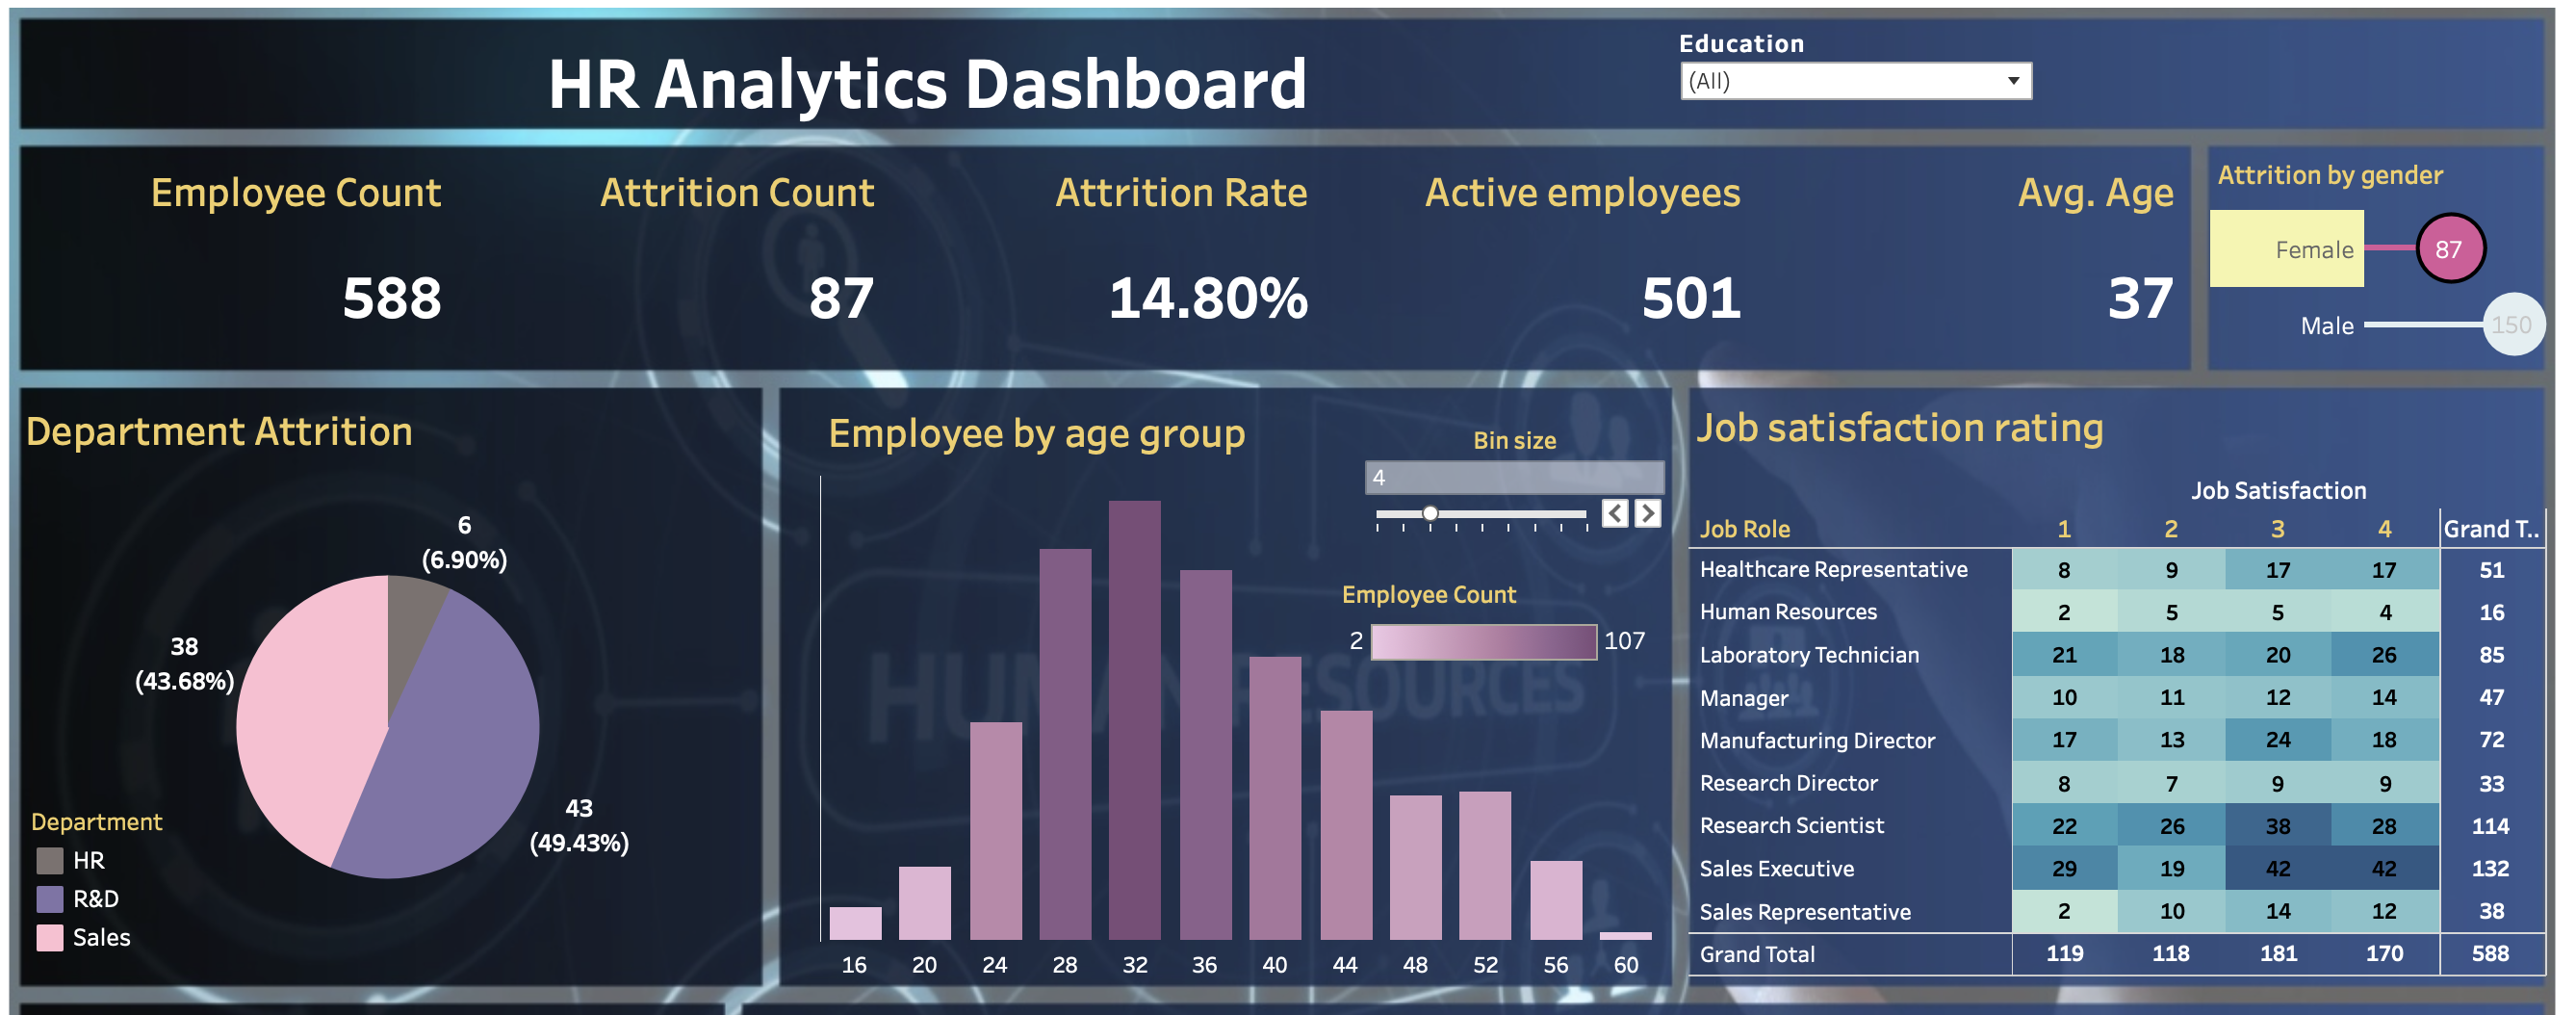 HR Analytics Dashboard
Education
(All)
Employee Count
Attrition Count
Attrition Rate
Active employees
Avg. Age
588
87
14.80%
501
37
Attrition by gender
Female
87
Male
150
Department Attrition
6
(6.90%)
38
(43.68%)
43
(49.43%)
Department
HR
R&D
Sales
Employee by age group
Bin size
4
Employee Count
2
107
HUMAN RESOURCES
16 20 24 28 32 36 40 44 48 52 56 60
Job satisfaction rating
Job Satisfaction
Job Role 1 2 3 4 Grand T..
Healthcare Representative 8 9 17 17 51
Human Resources 2 5 5 4 16
Laboratory Technician 21 18 20 26 85
Manager 10 11 12 14 47
Manufacturing Director 17 13 24 18 72
Research Director 8 7 9 9 33
Research Scientist 22 26 38 28 114
Sales Executive 29 19 42 42 132
Sales Representative 2 10 14 12 38
Grand Total 119 118 181 170 588